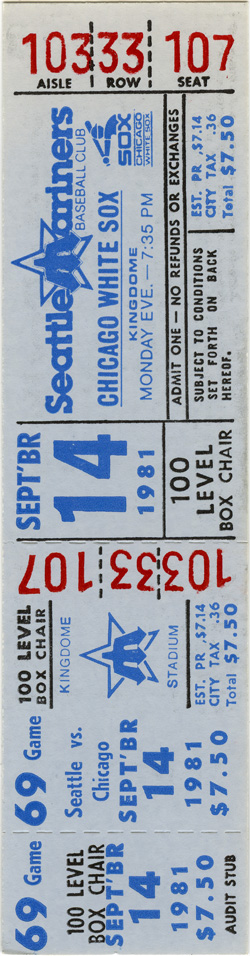 103 33 107
AISLE ROW SEAT
Seattle Mariners
BASEBALL CLUB
SOX
CHICAGO
WHITE SOX
CHICAGO WHITE SOX
KINGDOME
MONDAY EVE. — 7:35 PM
ADMIT ONE — NO REFUNDS OR EXCHANGES
EST. PR ,$7.14
CITY TAX .36
Total $7.50
SUBJECT TO CONDITIONS
SET FORTH ON BACK
HEREOF.
SEPT'BR
14
1981
100
LEVEL
BOX CHAIR
103 33 107
100 LEVEL
BOX CHAIR
KINGDOME
STADIUM
EST. PR ,$7.14
CITY TAX .36
Total $7.50
69 Game
Seattle vs.
Chicago
SEPT'BR
14
1981
$7.50
69 Game
100 LEVEL
BOX CHAIR
SEPT'BR
14
1981
$7.50
AUDIT STUB